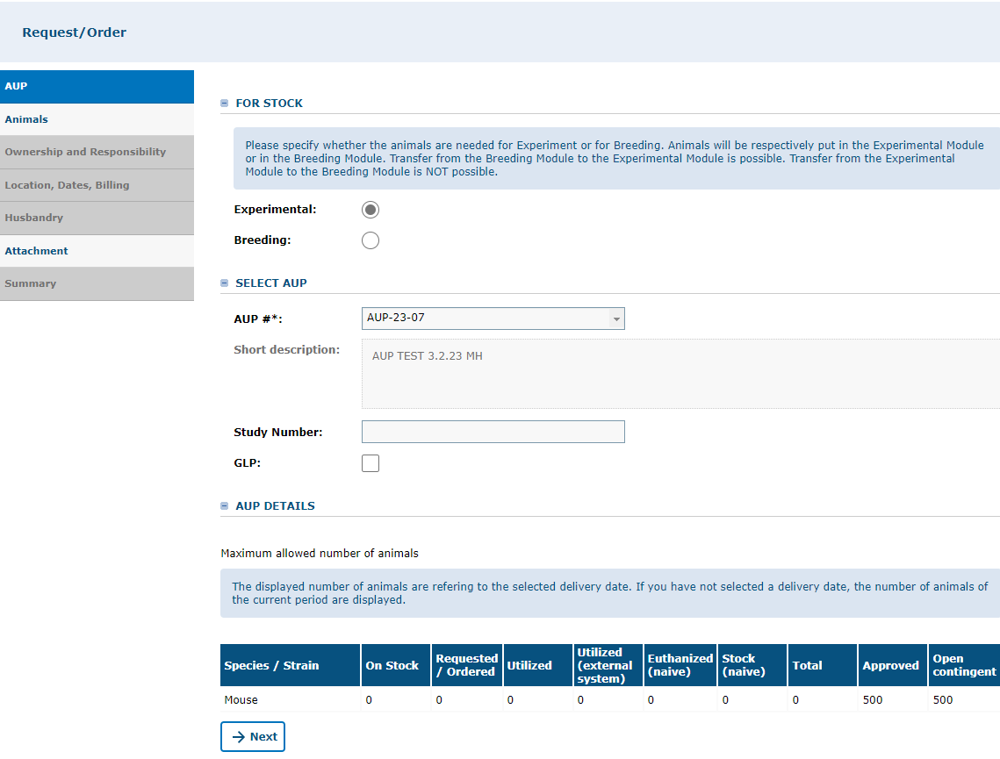 Request/Order
AUP
Animals
Ownership and Responsibility
Location, Dates, Billing
Husbandry
Attachment
Summary
FOR STOCK
Please specify whether the animals are needed for Experiment or for Breeding. Animals will be respectively put in the Experimental Module
or in the Breeding Module. Transfer from the Breeding Module to the Experimental Module is possible. Transfer from the Experimental
Module to the Breeding Module is NOT possible.
Experimental:
Breeding:
SELECT AUP
AUP #*: AUP-23-07
Short description: AUP TEST 3.2.23 MH
Study Number:
GLP:
AUP DETAILS
Maximum allowed number of animals
The displayed number of animals are refering to the selected delivery date. If you have not selected a delivery date, the number of animals of
the current period are displayed.
Species / Strain On Stock Requested / Ordered Utilized Utilized (external system) Euthanized (naive) Stock (naive) Total Approved Open contingent
Mouse 0 0 0 0 0 0 0 500 500
Next